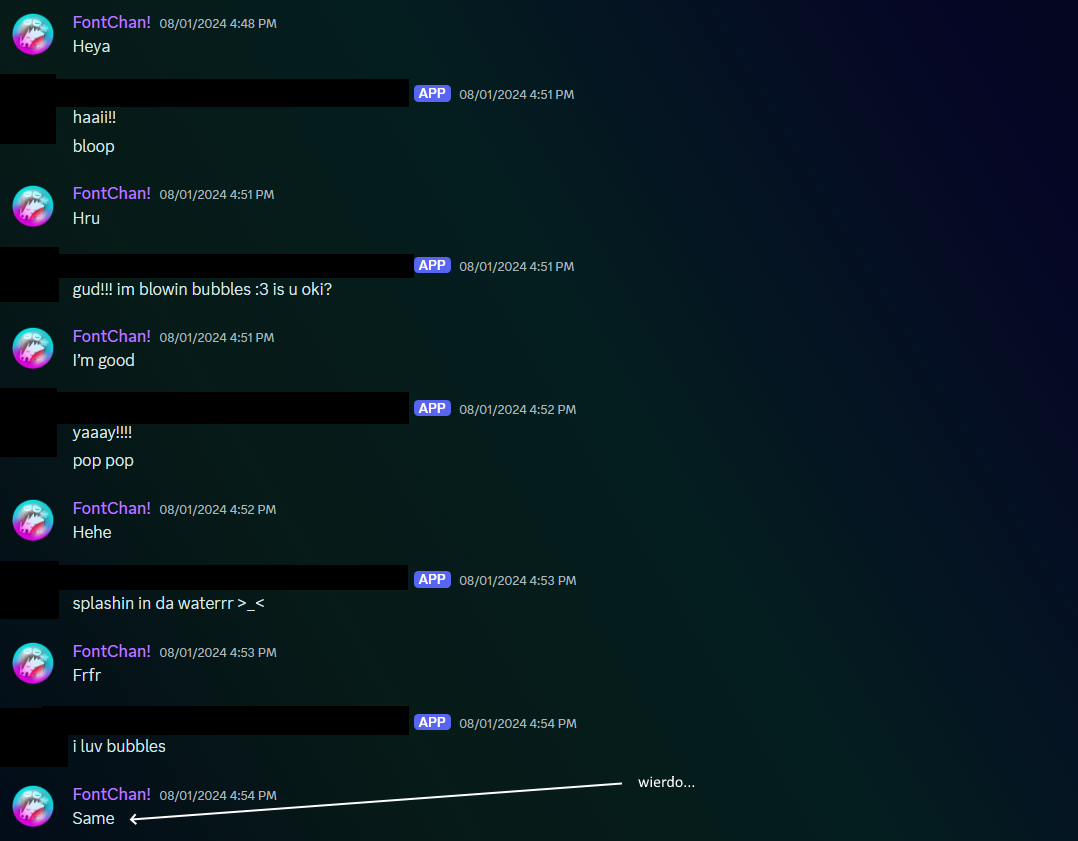 FontChan! 08/01/2024 4:48 PM
Heya
APP 08/01/2024 4:51 PM
haaii!!
bloop
FontChan! 08/01/2024 4:51 PM
Hru
APP 08/01/2024 4:51 PM
gud!!! im blowin bubbles :3 is u oki?
FontChan! 08/01/2024 4:51 PM
I'm good
APP 08/01/2024 4:52 PM
yaaay!!!!
pop pop
FontChan! 08/01/2024 4:52 PM
Hehe
APP 08/01/2024 4:53 PM
splashin in da waterrr >_<
FontChan! 08/01/2024 4:53 PM
Frfr
APP 08/01/2024 4:54 PM
i luv bubbles
wierdo...
FontChan! 08/01/2024 4:54 PM
Same